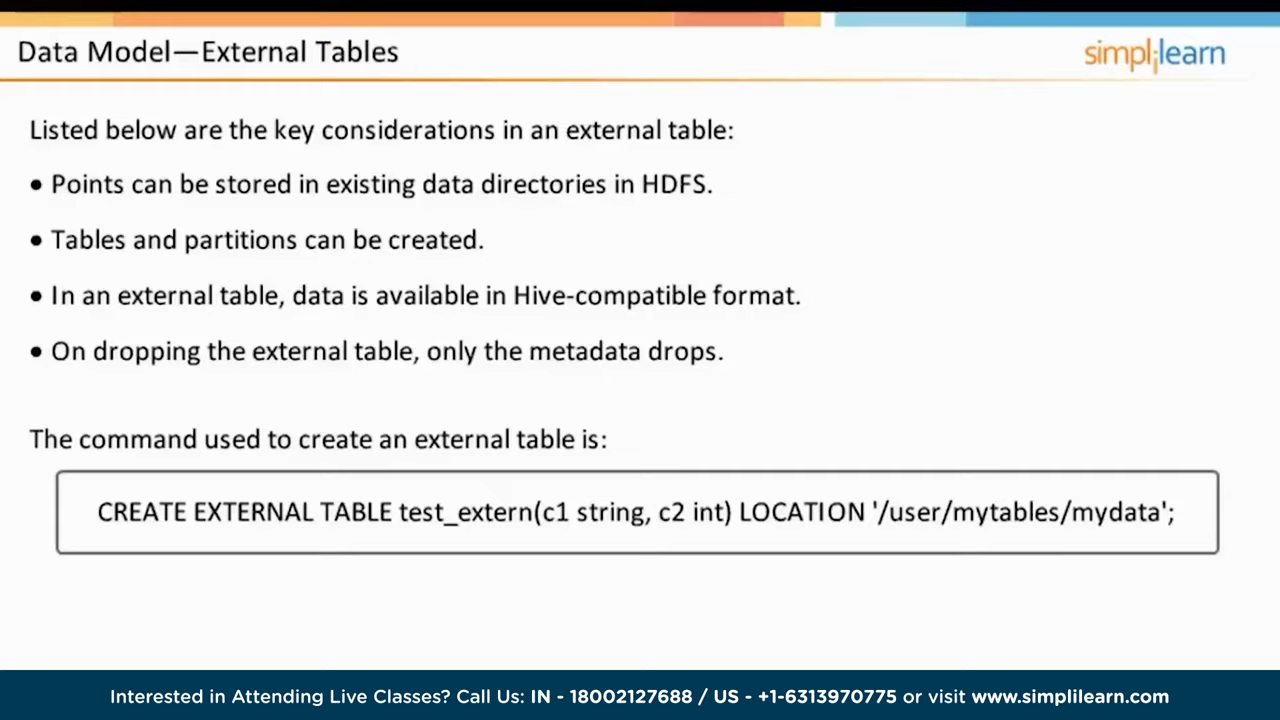 Data Model—External Tables
simplilearn
Listed below are the key considerations in an external table:
• Points can be stored in existing data directories in HDFS.
• Tables and partitions can be created.
• In an external table, data is available in Hive-compatible format.
• On dropping the external table, only the metadata drops.
The command used to create an external table is:
CREATE EXTERNAL TABLE test_extern(c1 string, c2 int) LOCATION '/user/mytables/mydata';
Interested in Attending Live Classes? Call Us: IN - 18002127688 / US - +1-6313970775 or visit www.simplilearn.com